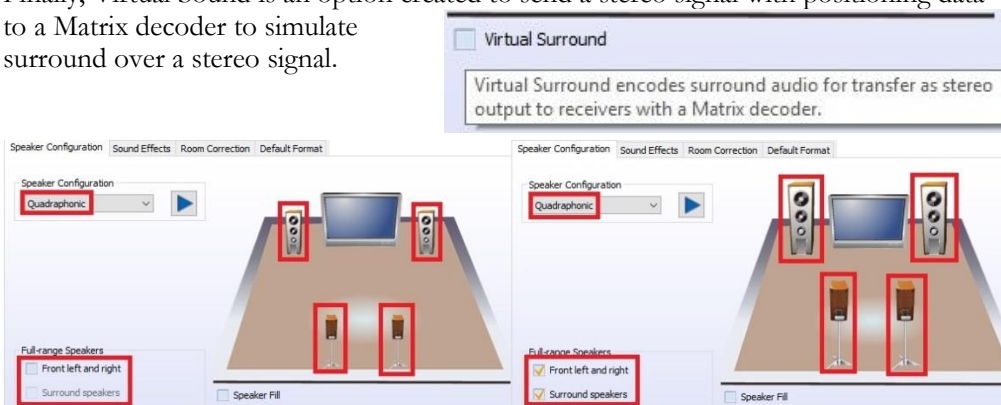 Finally, Virtual Sound is an option created to send a stereo signal with positioning data
to a Matrix decoder to simulate
surround over a stereo signal.
Virtual Surround
Virtual Surround encodes surround audio for transfer as stereo
output to receivers with a Matrix decoder.
Speaker Configuration Sound Effects Room Correction Default Format
Speaker Configuration
Quadraphonic
Full-range Speakers
Front left and right
Surround speakers
Speaker Fill
Speaker Configuration Sound Effects Room Correction Default Format
Speaker Configuration
Quadraphonic
Full-range Speakers
Front left and right
Surround speakers
Speaker Fill